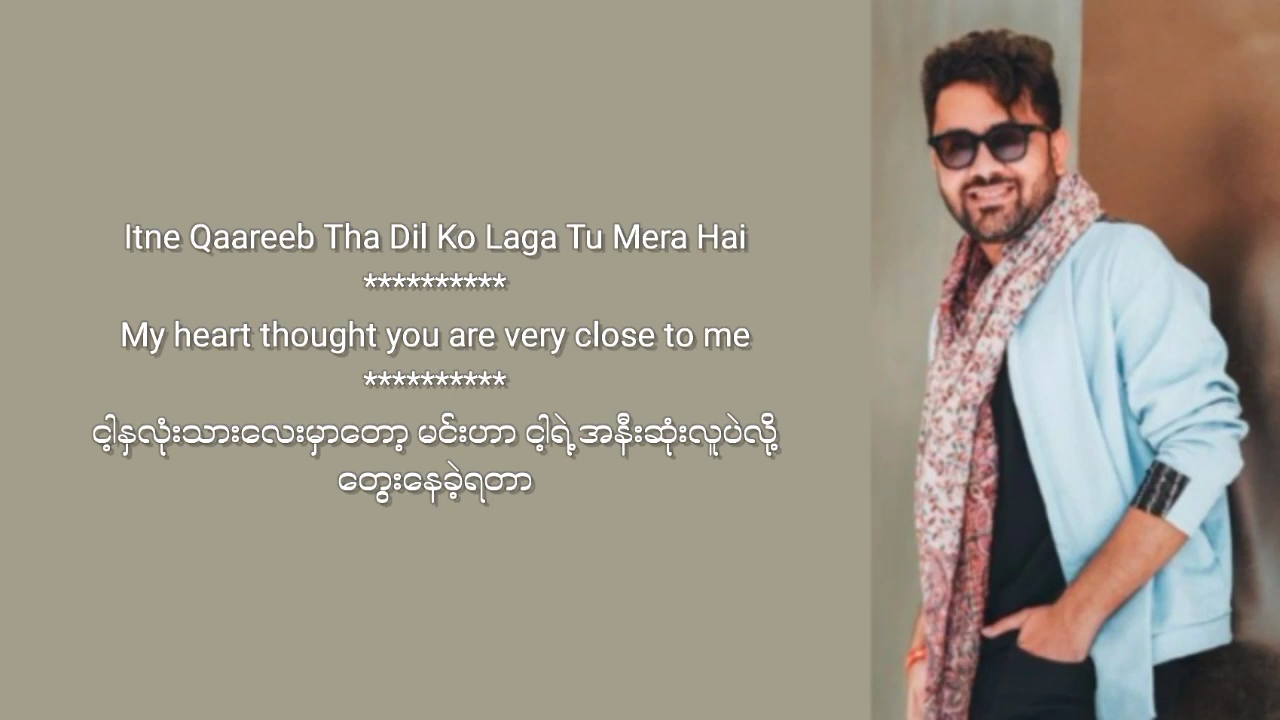 Itne Qaareeb Tha Dil Ko Laga Tu Mera Hai
**********
My heart thought you are very close to me
**********
ငါ့နှလုံးသားလေးမှာတော့ မင်းဟာ ငါ့ရဲ့အနီးဆုံးလူပဲလို့
တွေးနေခဲ့ရတာ